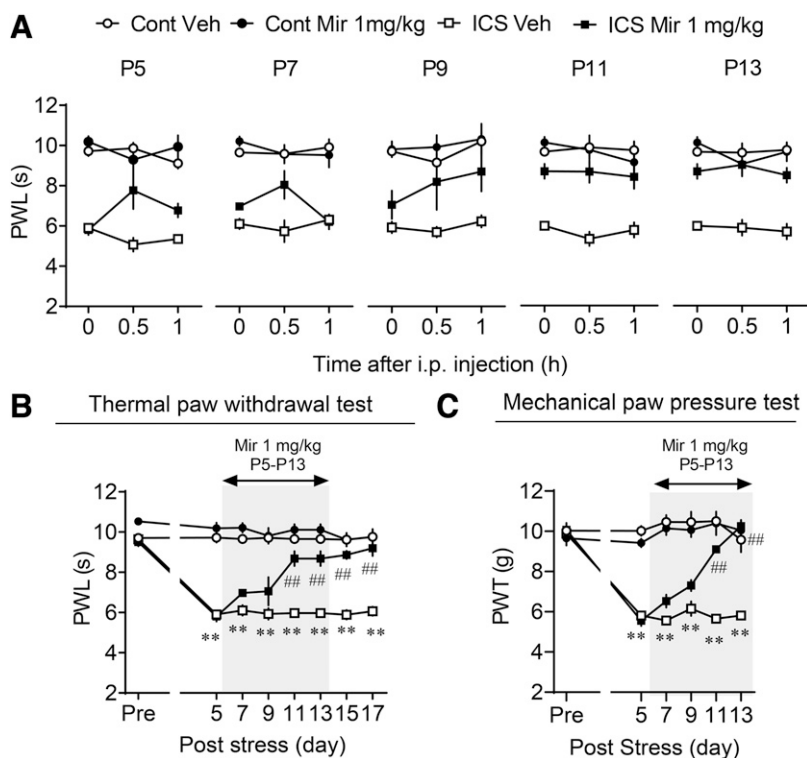 A
Cont Veh Cont Mir 1mg/kg ICS Veh ICS Mir 1 mg/kg
P5 P7 P9 P11 P13
PWL (s)
12
10
8
6
4
2
0 0.5 1 0 0.5 1 0 0.5 1 0 0.5 1 0 0.5 1
Time after i.p. injection (h)
B Thermal paw withdrawal test
Mir 1 mg/kg
P5-P13
PWL (s)
12
10
8
6
4
2
## ## ## ##
** ** ** ** ** ** **
Pre 5 7 9 11 13 15 17
Post stress (day)
C Mechanical paw pressure test
Mir 1 mg/kg
P5-P13
PWT (g)
12
10
8
6
4
2
##
##
** ** ** ** **
Pre 5 7 9 11 13
Post Stress (day)